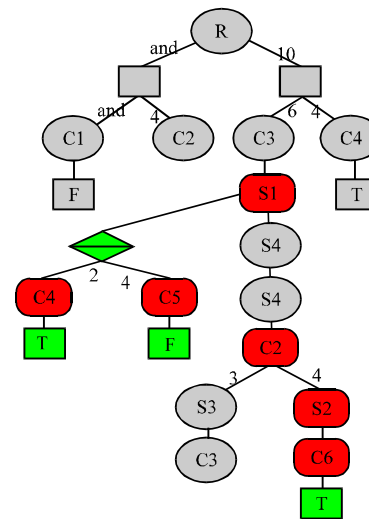 R
and 10
and 4 6 4
C1 C2 C3 C4
F S1 T
S4
2 4
C4 C5 S4
T F C2
3 4
S3 S2
C3 C6
T